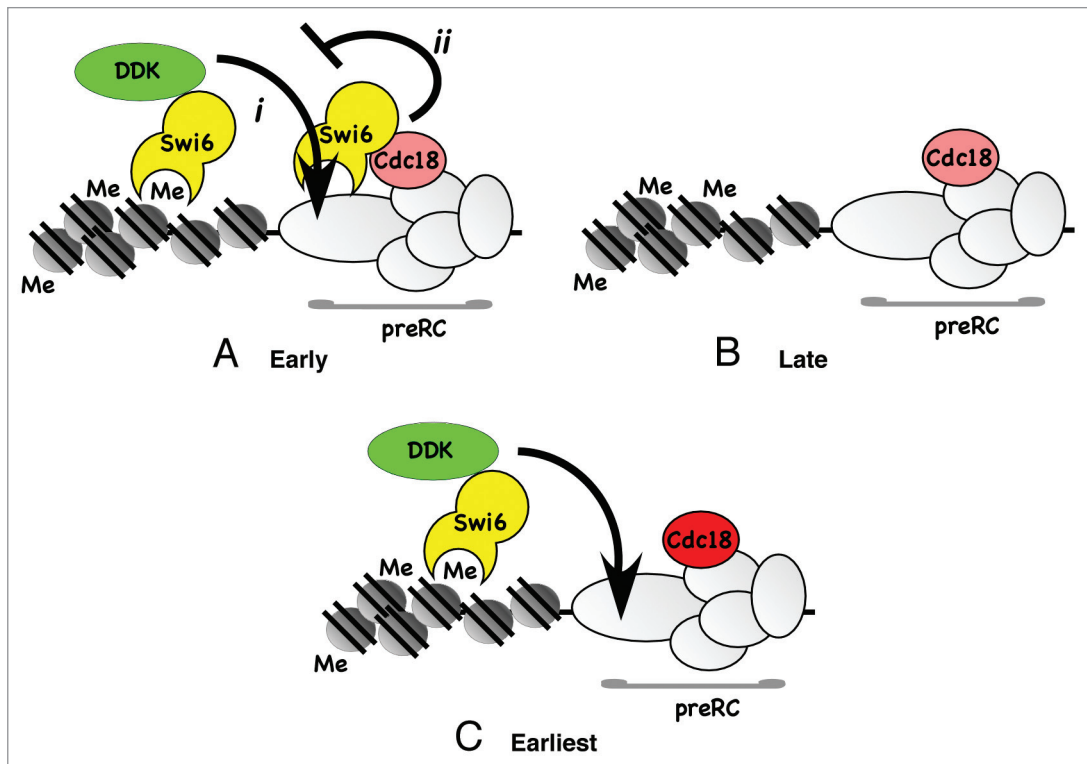 DDK
i
ii
Swi6
Swi6
Cdc18
Me
Me
Me
preRC
A Early
Cdc18
Me
Me
Me
preRC
B Late
DDK
Swi6
Cdc18
Me
Me
Me
preRC
C Earliest